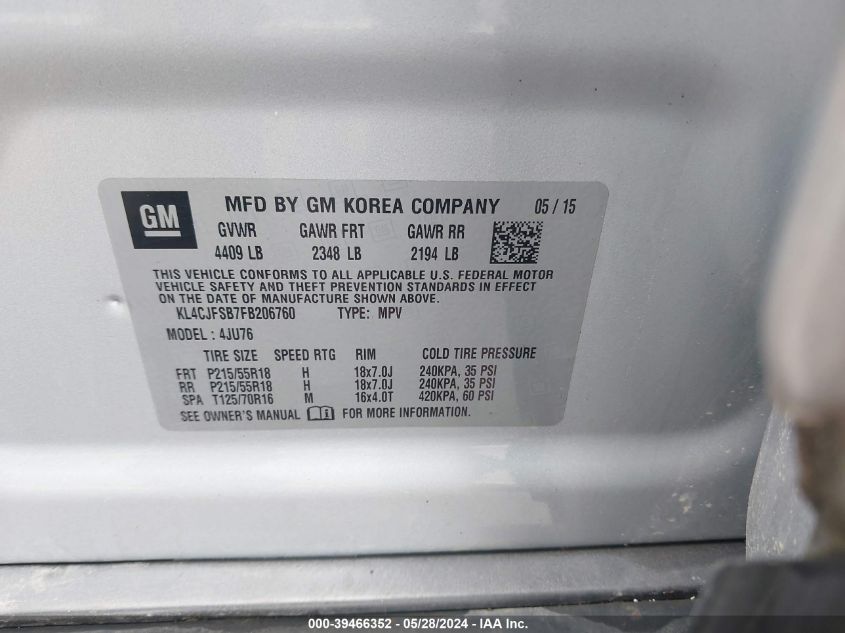 GM
MFD BY GM KOREA COMPANY 05 / 15
GVWR GAWR FRT GAWR RR
4409 LB 2348 LB 2194 LB
THIS VEHICLE CONFORMS TO ALL APPLICABLE U.S. FEDERAL MOTOR
VEHICLE SAFETY AND THEFT PREVENTION STANDARDS IN EFFECT
ON THE DATE OF MANUFACTURE SHOWN ABOVE.
KL4CJFSB7FB206760 TYPE: MPV
MODEL : 4JU76
TIRE SIZE SPEED RTG RIM COLD TIRE PRESSURE
FRT P215/55R18 H 18x7.0J 240KPA, 35 PSI
RR P215/55R18 H 18x7.0J 240KPA, 35 PSI
SPA T125/70R16 M 16x4.0T 420KPA, 60 PSI
SEE OWNER'S MANUAL FOR MORE INFORMATION.
000-39466352 - 05/28/2024 - IAAI.com